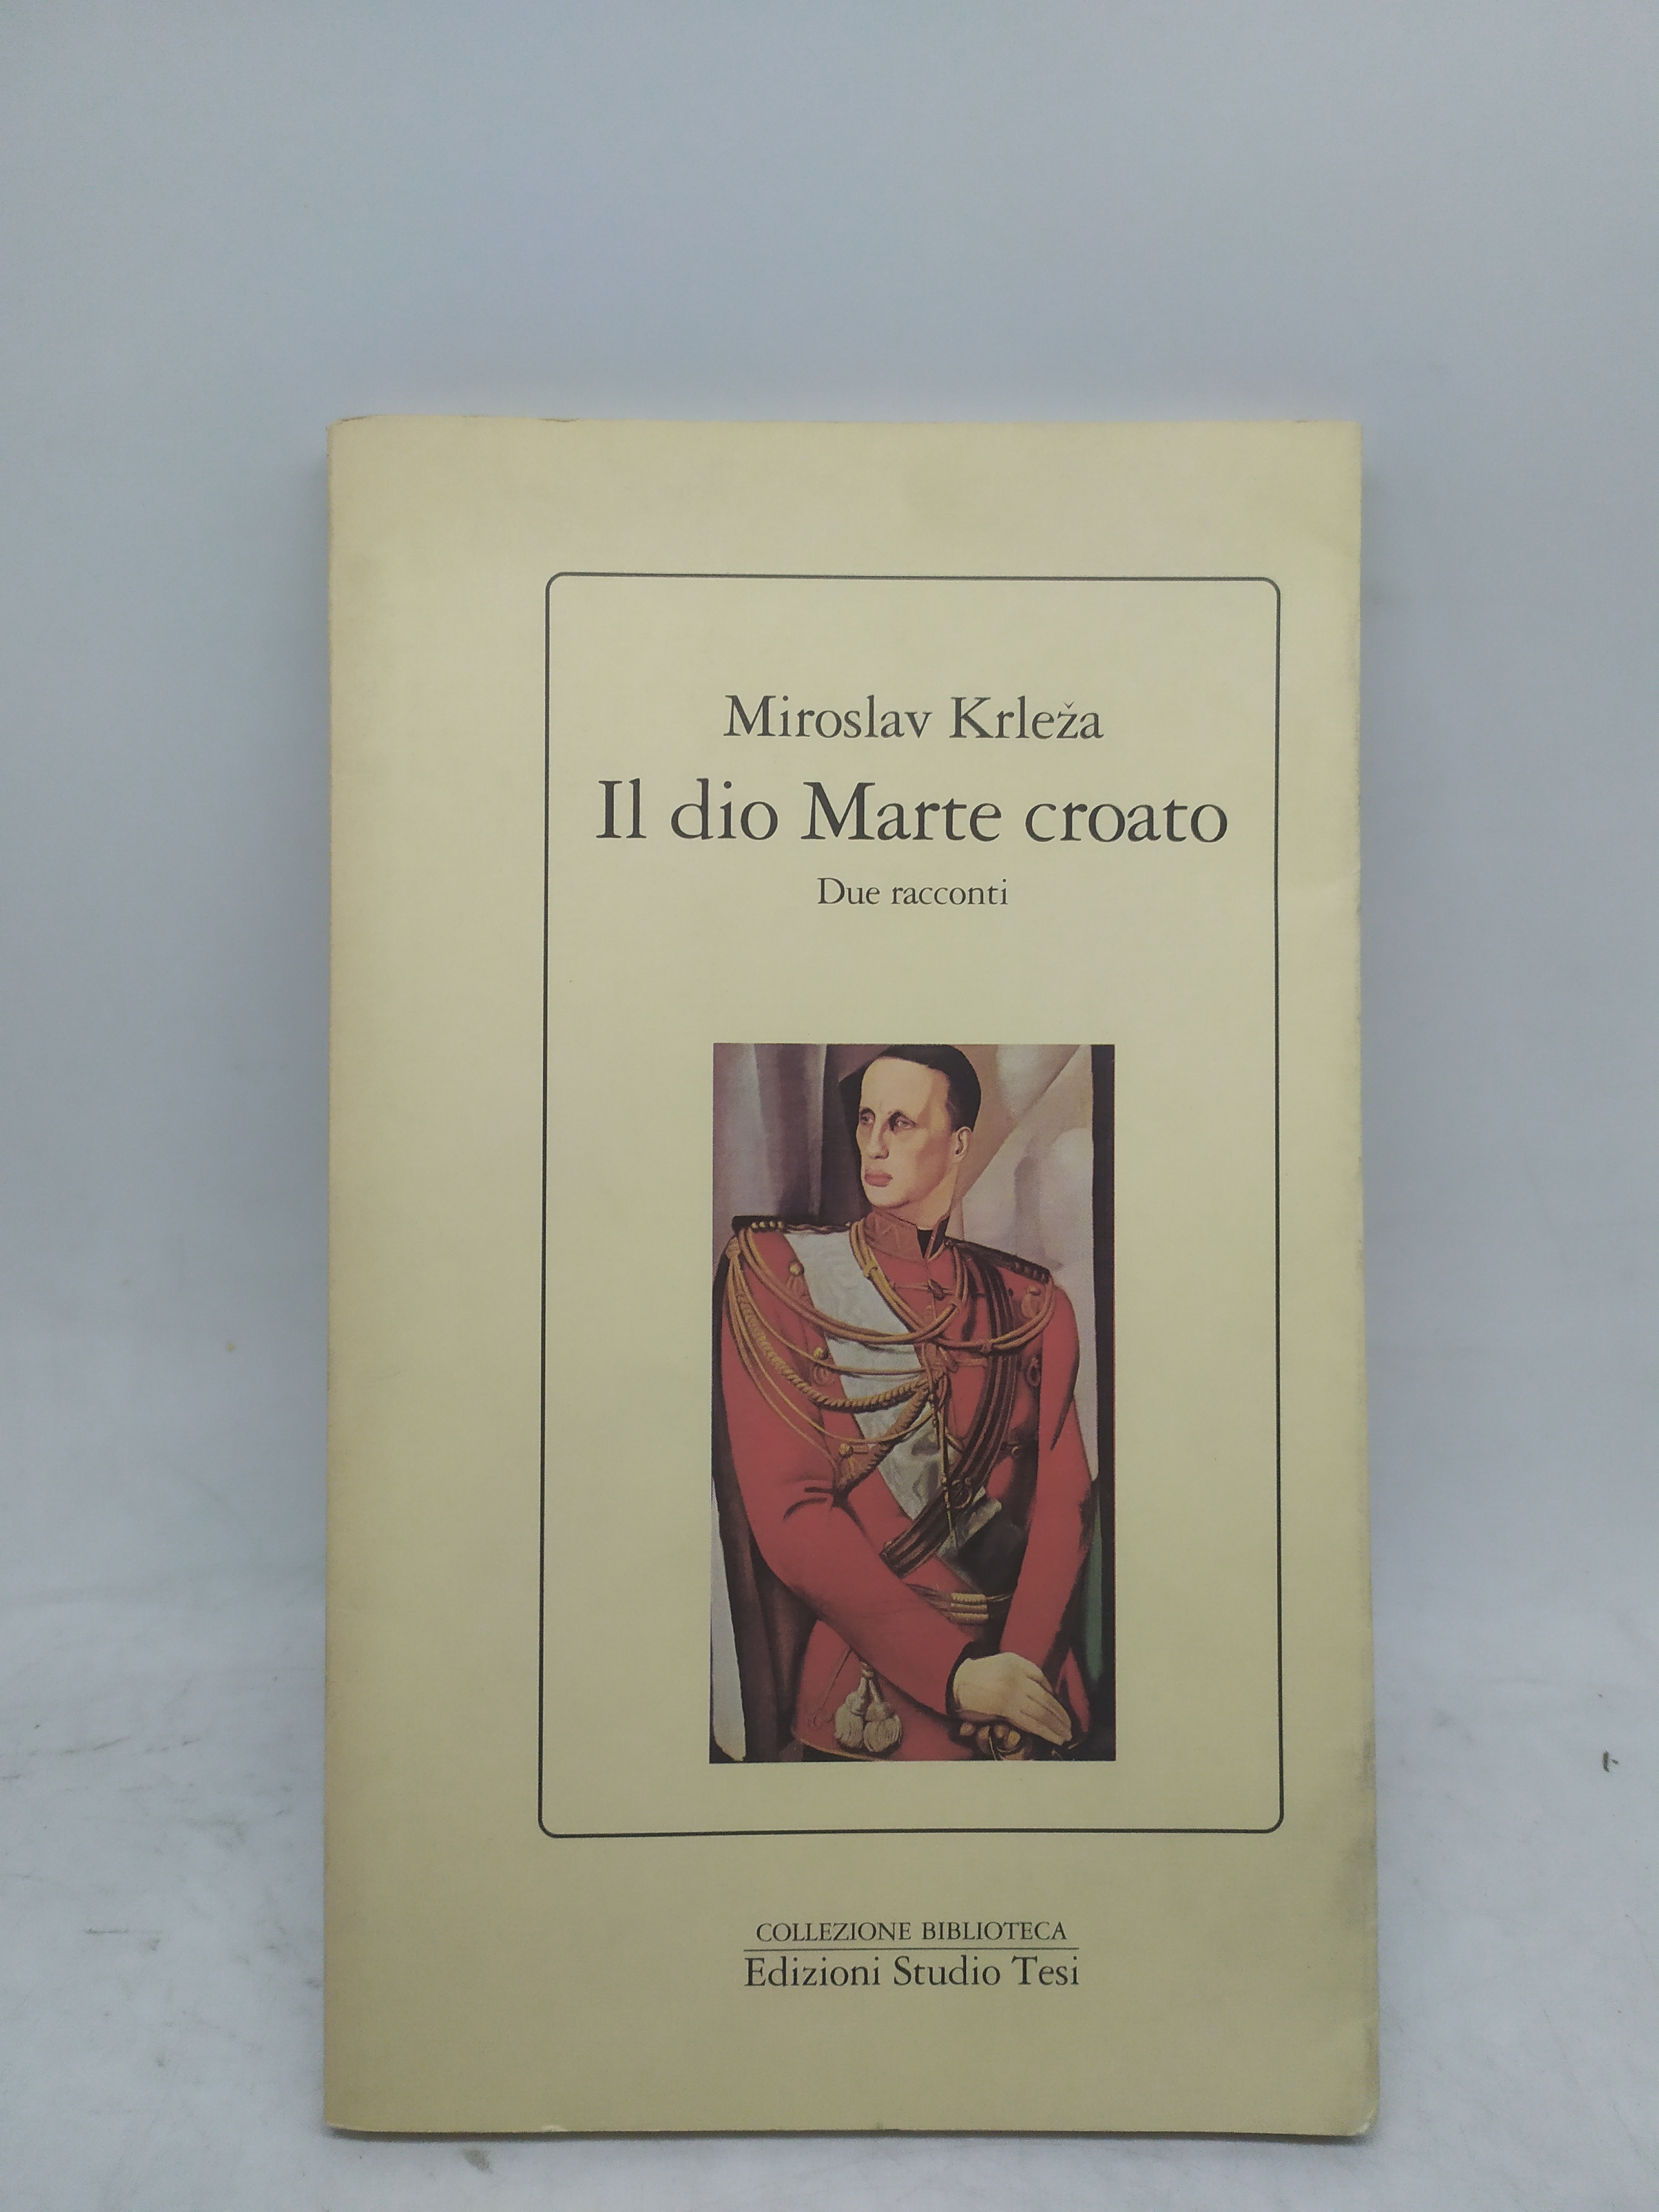 Miroslav Krleža
Il dio Marte croato
Due racconti
COLLEZIONE BIBLIOTECA
Edizioni Studio Tesi